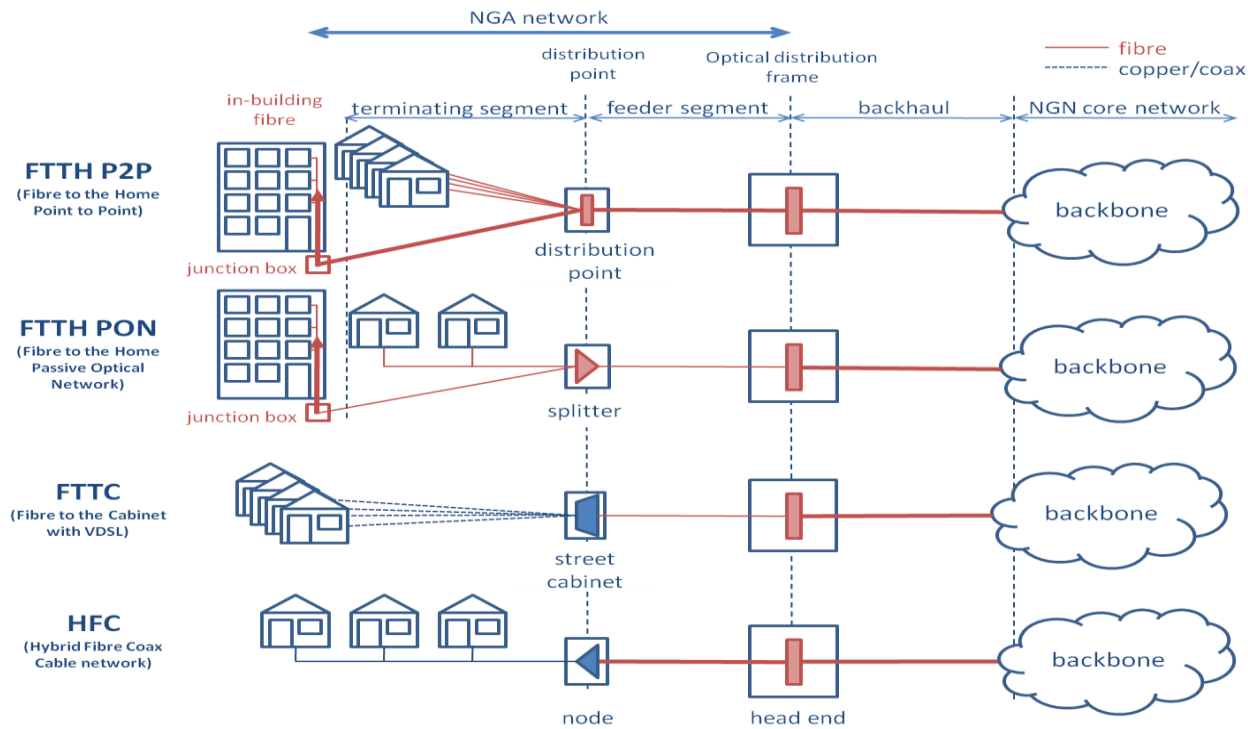 NGA network
distribution
point
Optical distribution
frame
fibre
copper/coax
in-building
fibre
terminating segment
feeder segment
backhaul
NGN core network
FTTH P2P
(Fibre to the Home
Point to Point)
junction box
distribution
point
backbone
FTTH PON
(Fibre to the Home
Passive Optical
Network)
junction box
splitter
backbone
FTTC
(Fibre to the Cabinet
with VDSL)
street
cabinet
backbone
HFC
(Hybrid Fibre Coax
Cable network)
node
head end
backbone